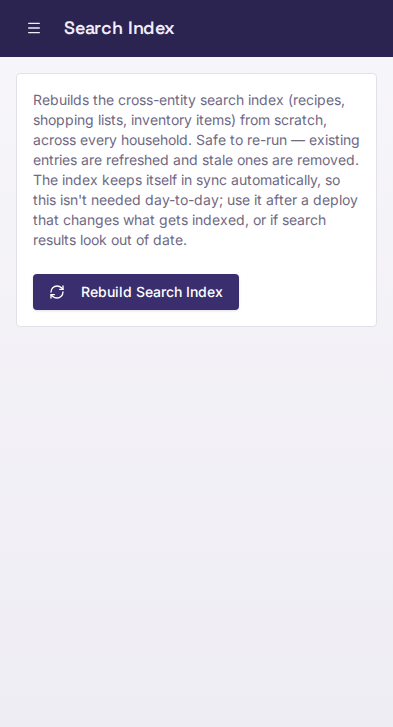 Search Index
Rebuilds the cross-entity search index (recipes,
shopping lists, inventory items) from scratch,
across every household. Safe to re-run — existing
entries are refreshed and stale ones are removed.
The index keeps itself in sync automatically, so
this isn't needed day-to-day; use it after a deploy
that changes what gets indexed, or if search
results look out of date.
Rebuild Search Index